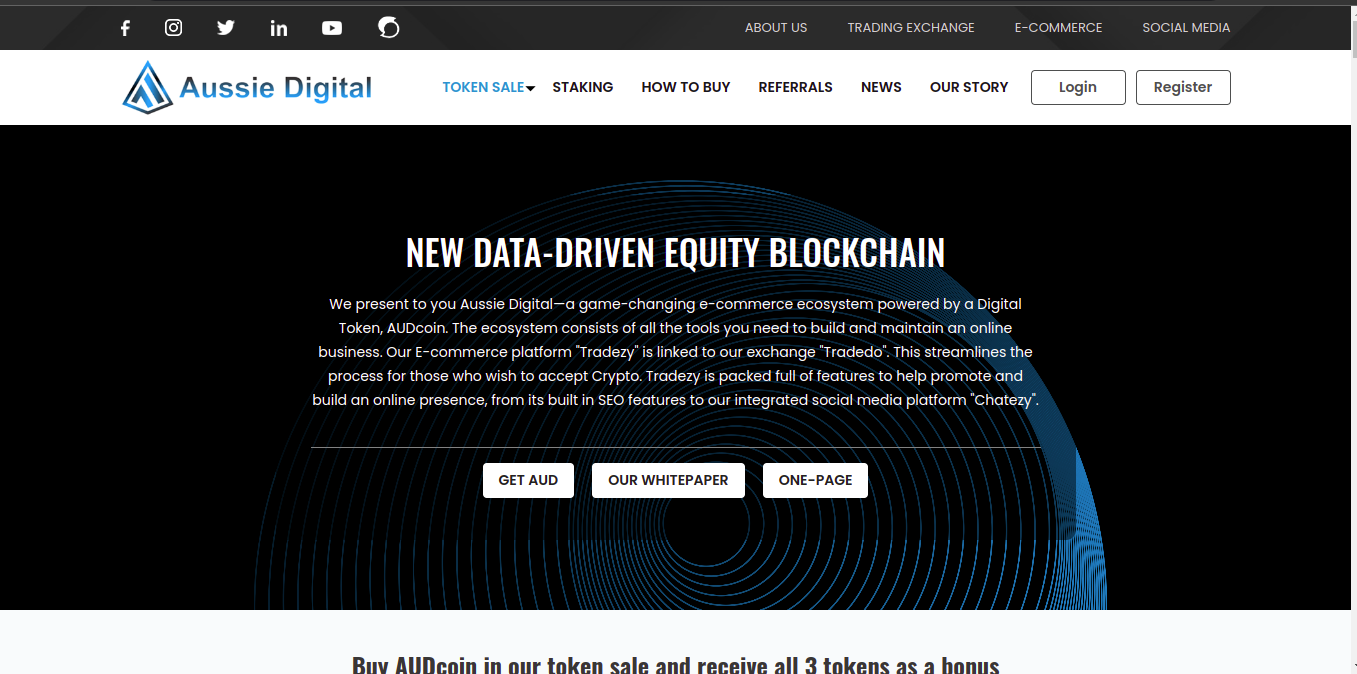 ABOUT US TRADING EXCHANGE E-COMMERCE SOCIAL MEDIA
Aussie Digital TOKEN SALE STAKING HOW TO BUY REFERRALS NEWS OUR STORY Login Register
NEW DATA-DRIVEN EQUITY BLOCKCHAIN
We present to you Aussie Digital—a game-changing e-commerce ecosystem powered by a Digital
Token, AUDcoin. The ecosystem consists of all the tools you need to build and maintain an online
business. Our E-commerce platform "Tradezy" is linked to our exchange "Tradedo". This streamlines the
process for those who wish to accept Crypto. Tradezy is packed full of features to help promote and
build an online presence, from its built in SEO features to our integrated social media platform "Chatezy".
GET AUD OUR WHITEPAPER ONE-PAGE
Buy AUDcoin in our token sale and receive all 3 tokens as a bonus